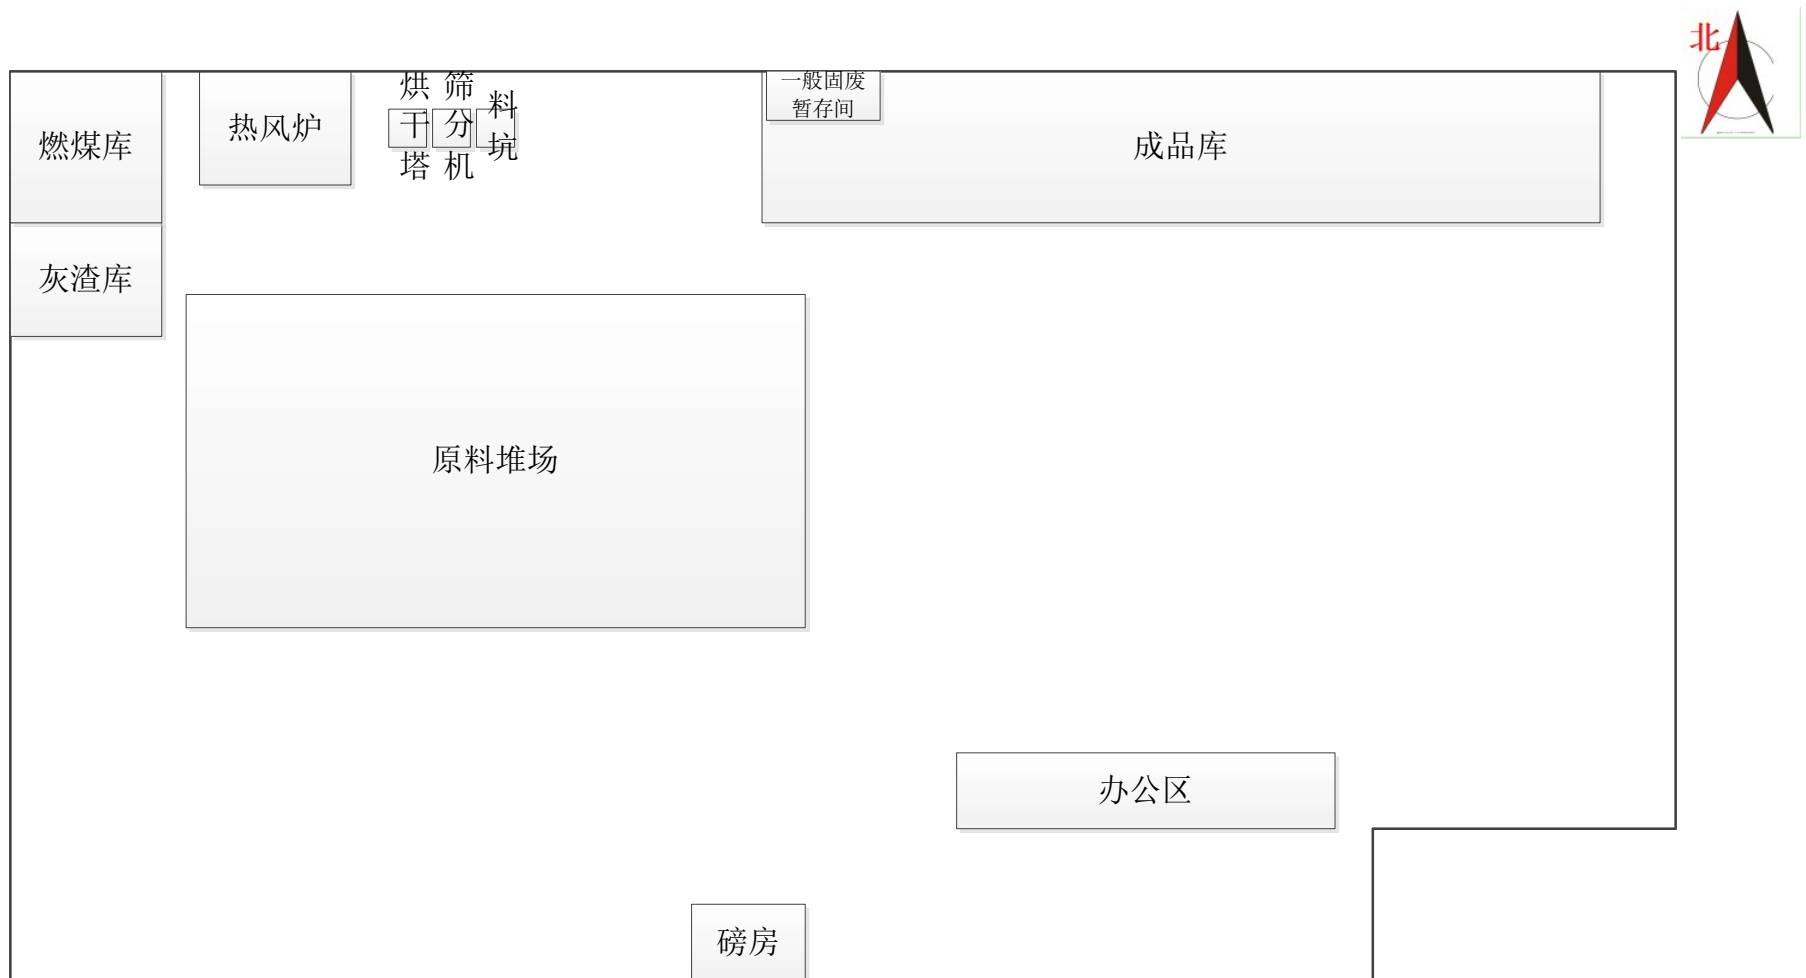 北
一般固废
暂存间
燃煤库
热风炉
烘干塔
筛分机
料坑
成品库
灰渣库
原料堆场
办公区
磅房